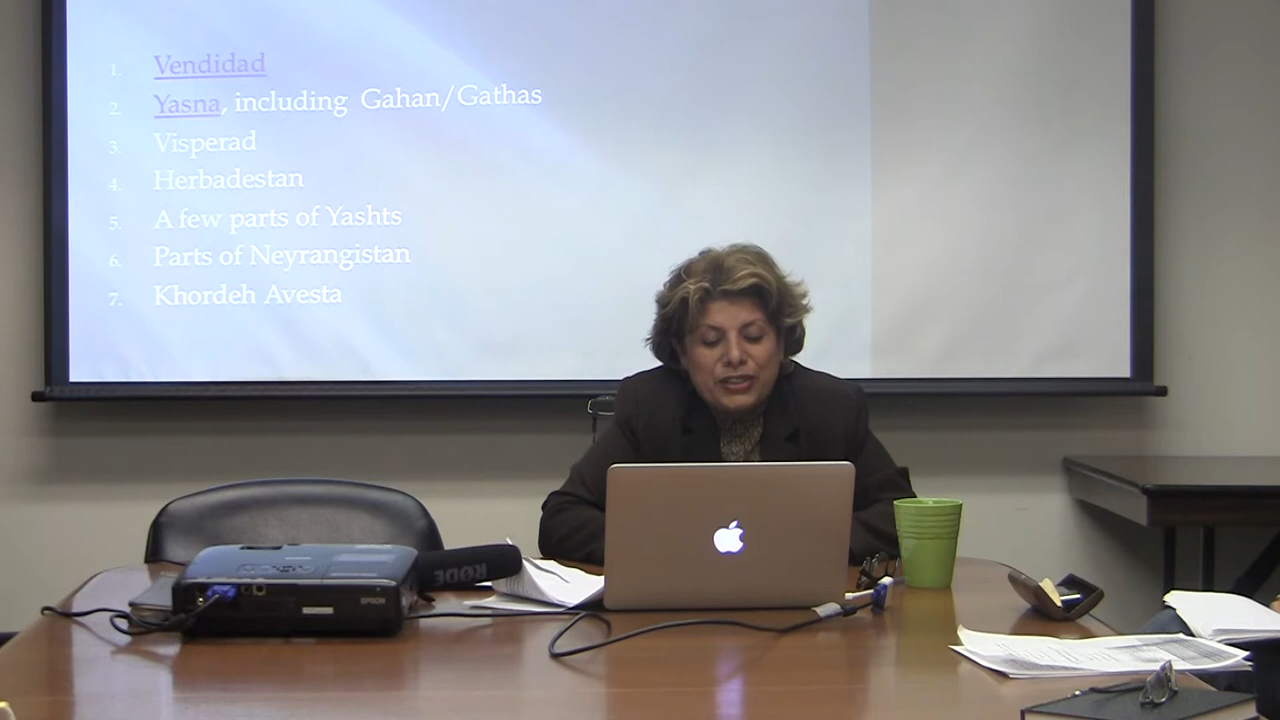 1. Vendidad
2. Yasna, including Gahan/Gathas
3. Visperad
4. Herbadestan
5. A few parts of Yashts
6. Parts of Neyrangistan
7. Khordeh Avesta
RØDE
EPSON